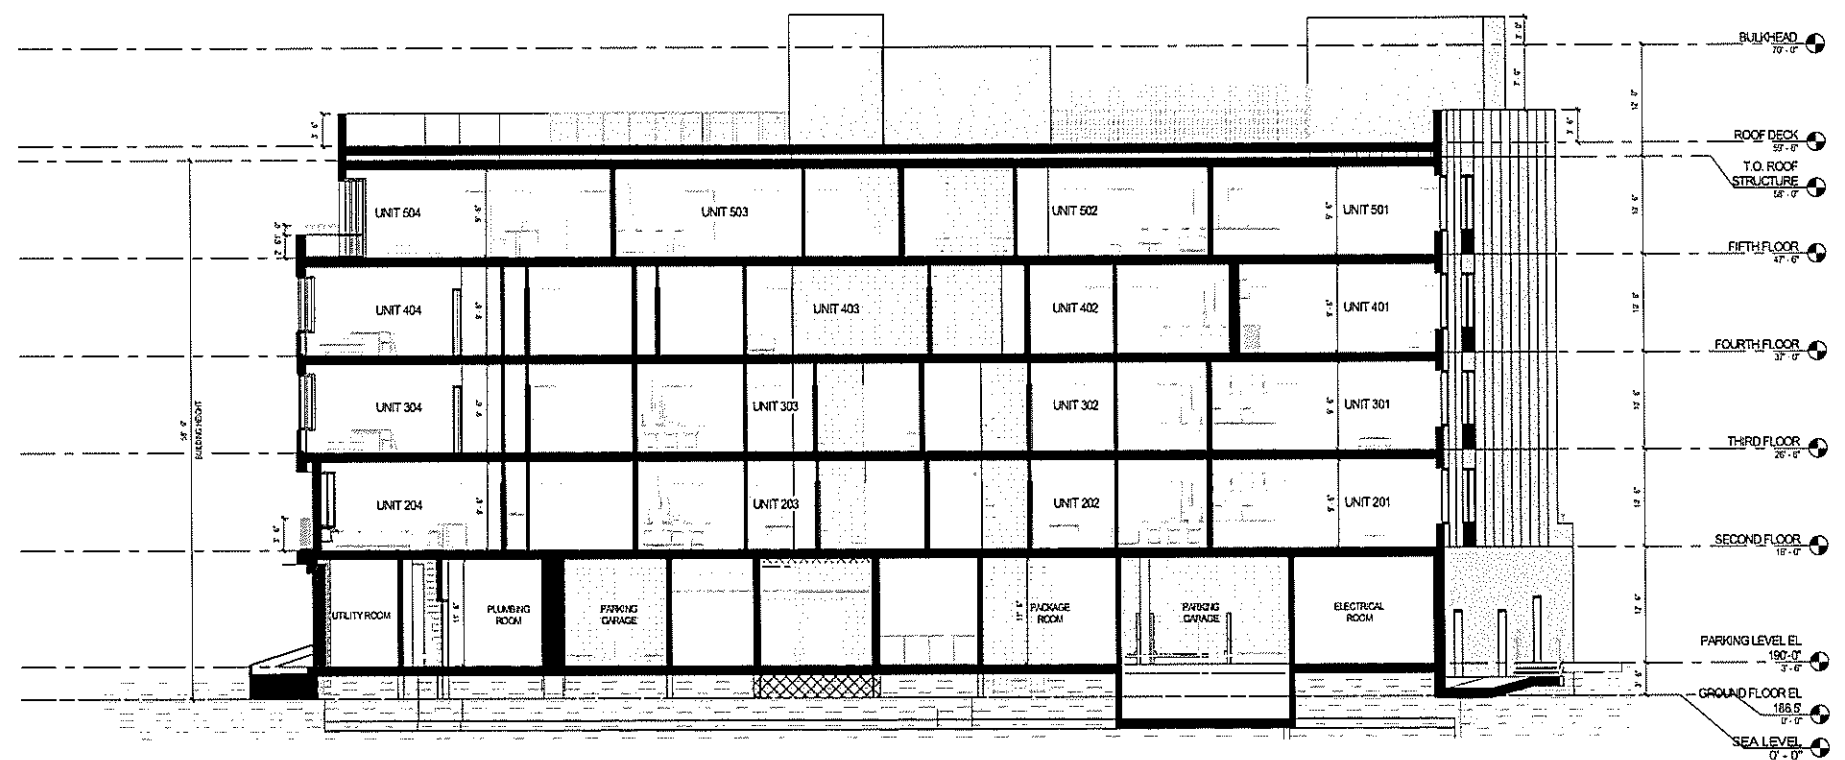 BULKHEAD
70'-0"
ROOF DECK
59'-6"
T.O. ROOF
STRUCTURE
58'-0"
UNIT 504
UNIT 503
UNIT 502
UNIT 501
FIFTH FLOOR
47'-6"
UNIT 404
UNIT 403
UNIT 402
UNIT 401
FOURTH FLOOR
37'-0"
UNIT 304
UNIT 303
UNIT 302
UNIT 301
BUILDING HEIGHT
58'-0"
THIRD FLOOR
26'-6"
UNIT 204
UNIT 203
UNIT 202
UNIT 201
SECOND FLOOR
16'-0"
UTILITY ROOM
PLUMBING
ROOM
PARKING
GARAGE
PACKAGE
ROOM
PARKING
GARAGE
ELECTRICAL
ROOM
PARKING LEVEL EL
190'-0"
3'-6"
GROUND FLOOR EL
186.5'
0'-0"
SEA LEVEL
0'-0"